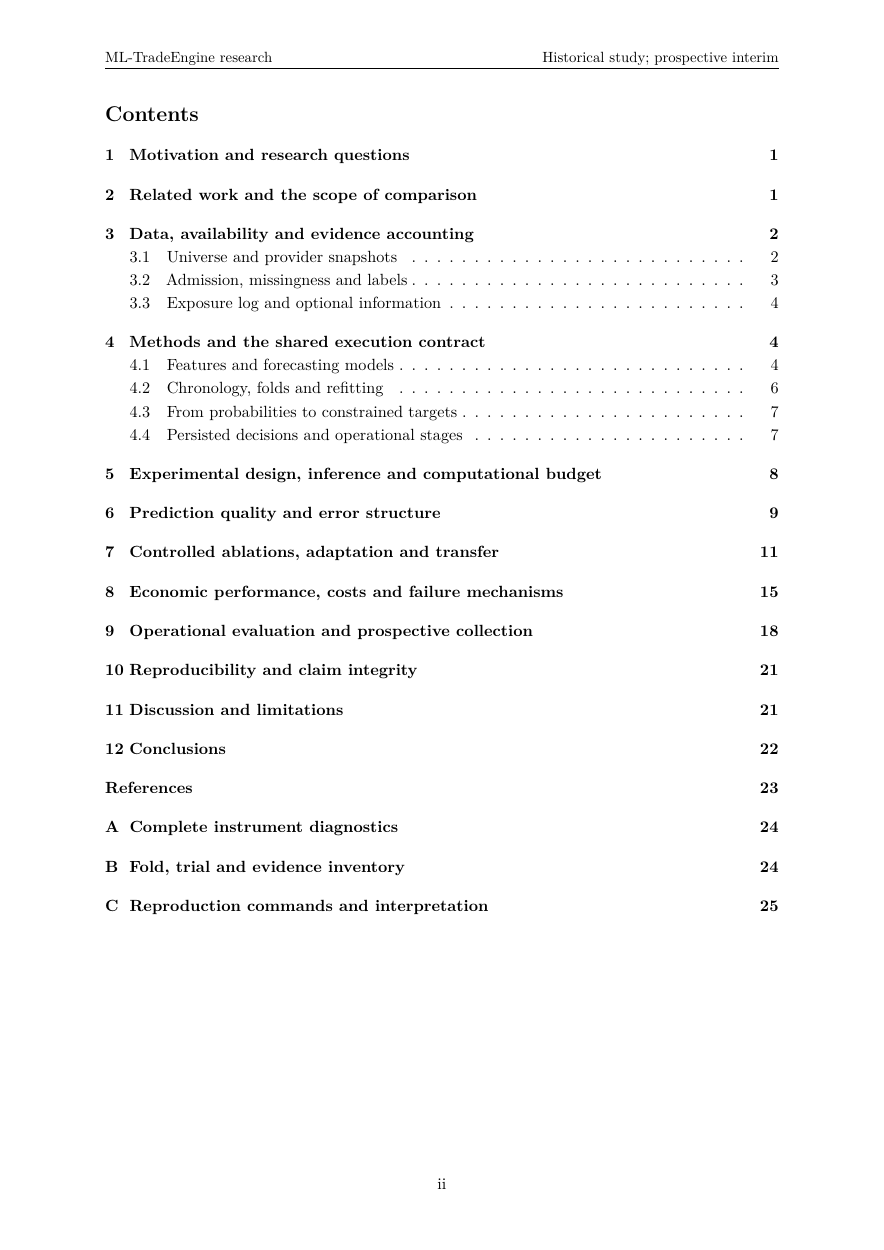 ML-TradeEngine research Historical study; prospective interim
Contents
1 Motivation and research questions 1
2 Related work and the scope of comparison 1
3 Data, availability and evidence accounting 2
3.1 Universe and provider snapshots . . . . . . . . . . . . . . . . . . . . . . . . . . . 2
3.2 Admission, missingness and labels . . . . . . . . . . . . . . . . . . . . . . . . . . . 3
3.3 Exposure log and optional information . . . . . . . . . . . . . . . . . . . . . . . . 4
4 Methods and the shared execution contract 4
4.1 Features and forecasting models . . . . . . . . . . . . . . . . . . . . . . . . . . . . 4
4.2 Chronology, folds and refitting . . . . . . . . . . . . . . . . . . . . . . . . . . . . 6
4.3 From probabilities to constrained targets . . . . . . . . . . . . . . . . . . . . . . . 7
4.4 Persisted decisions and operational stages . . . . . . . . . . . . . . . . . . . . . . 7
5 Experimental design, inference and computational budget 8
6 Prediction quality and error structure 9
7 Controlled ablations, adaptation and transfer 11
8 Economic performance, costs and failure mechanisms 15
9 Operational evaluation and prospective collection 18
10 Reproducibility and claim integrity 21
11 Discussion and limitations 21
12 Conclusions 22
References 23
A Complete instrument diagnostics 24
B Fold, trial and evidence inventory 24
C Reproduction commands and interpretation 25
ii